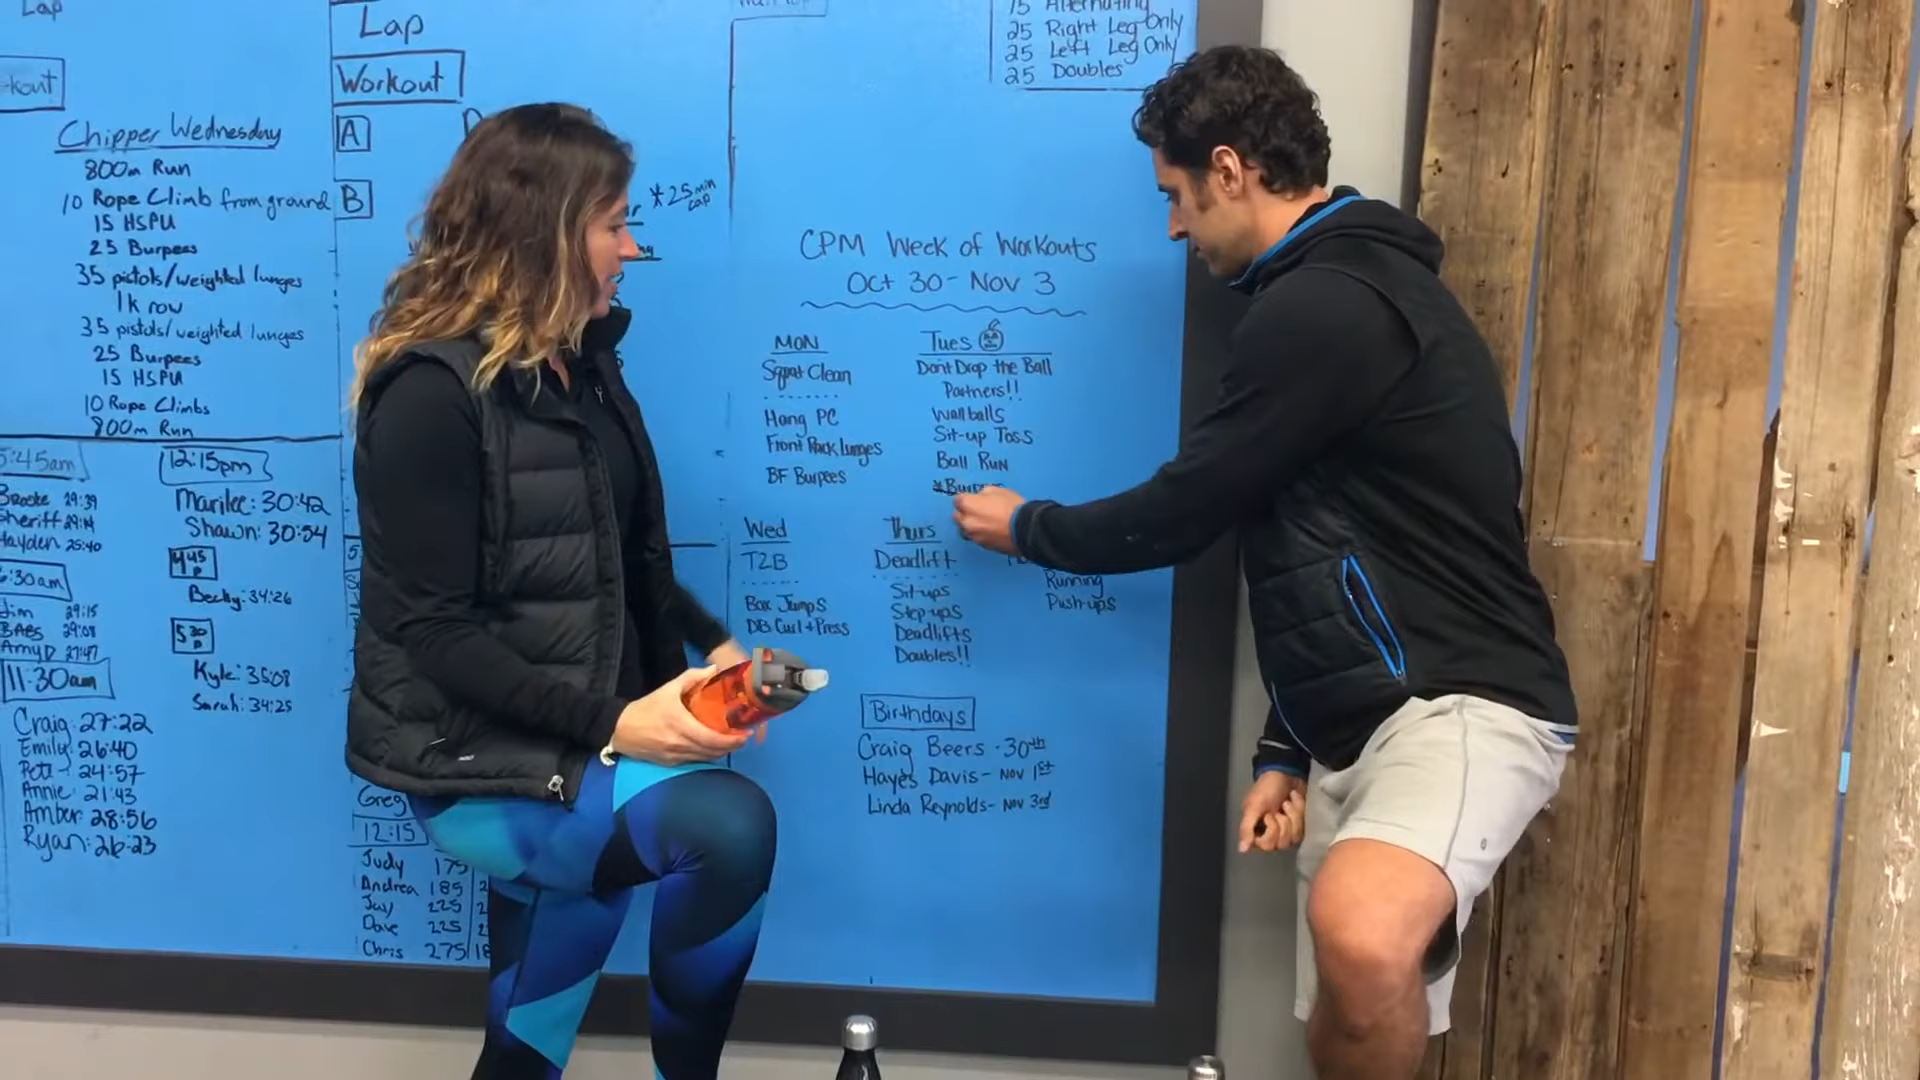 Lap
Chipper Wednesday
800m Run
10 Rope Climb from ground
15 HSPU
25 Burpees
35 pistols/weighted lunges
1k row
35 pistols/weighted lunges
25 Burpees
15 HSPU
10 Rope Climbs
800m Run
5:45am
Brooke 29:39
Sheriff 29:14
Hayden 25:40
6:30am
Jim 29:15
BABs 29:08
Amy D 27:47
11:30am
Craig: 27:22
Emily: 26:40
Pete - 24:57
Annie: 21:43
Amber: 28:56
Ryan: 26:23
12:15pm
Marilee: 30:42
Shawn: 30:54
4:45 P
Becky: 34:26
5:30 P
Kyle: 35:08
Sarah: 34:25
Lap
Workout
A
B
*25 min cap
Greg
12:15
Judy 175
Andrea 185
Jay 225
Dave 225
Chris 275
15 Alternating
25 Right Leg Only
25 Left Leg Only
25 Doubles
CPM Week of Workouts
Oct 30 - Nov 3
MON
Squat Clean
Hang PC
Front Rack Lunges
BF Burpees
Tues
Don't Drop the Ball
Partners!!
Wallballs
Sit-up Toss
Ball Run
Wed
T2B
Box Jumps
DB Curl + Press
Thurs
Deadlift
Sit-ups
Step-ups
Deadlifts
Doubles!!
Running
Push-ups
Birthdays
Craig Beers - 30th
Hayes Davis - Nov 1st
Linda Reynolds - Nov 3rd